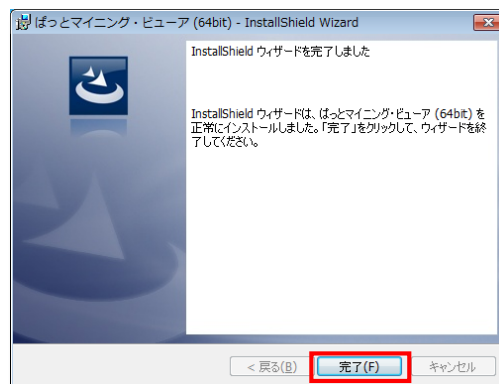 ぱっとマイニング・ビューア (64bit) - InstallShield Wizard
InstallShield ウィザードを完了しました
InstallShield ウィザードは、ぱっとマイニング・ビューア (64bit) を
正常にインストールしました。「完了」をクリックして、ウィザードを終
了してください。
< 戻る(B)
完了(F)
キャンセル